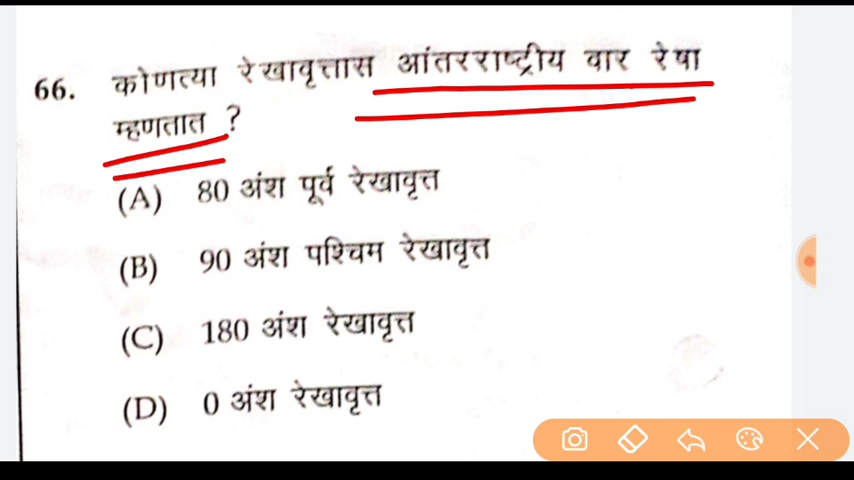 66. कोणत्या रेखावृत्तास आंतरराष्ट्रीय वार रेषा
म्हणतात ?
(A) 80 अंश पूर्व रेखावृत्त
(B) 90 अंश पश्चिम रेखावृत्त
(C) 180 अंश रेखावृत्त
(D) 0 अंश रेखावृत्त